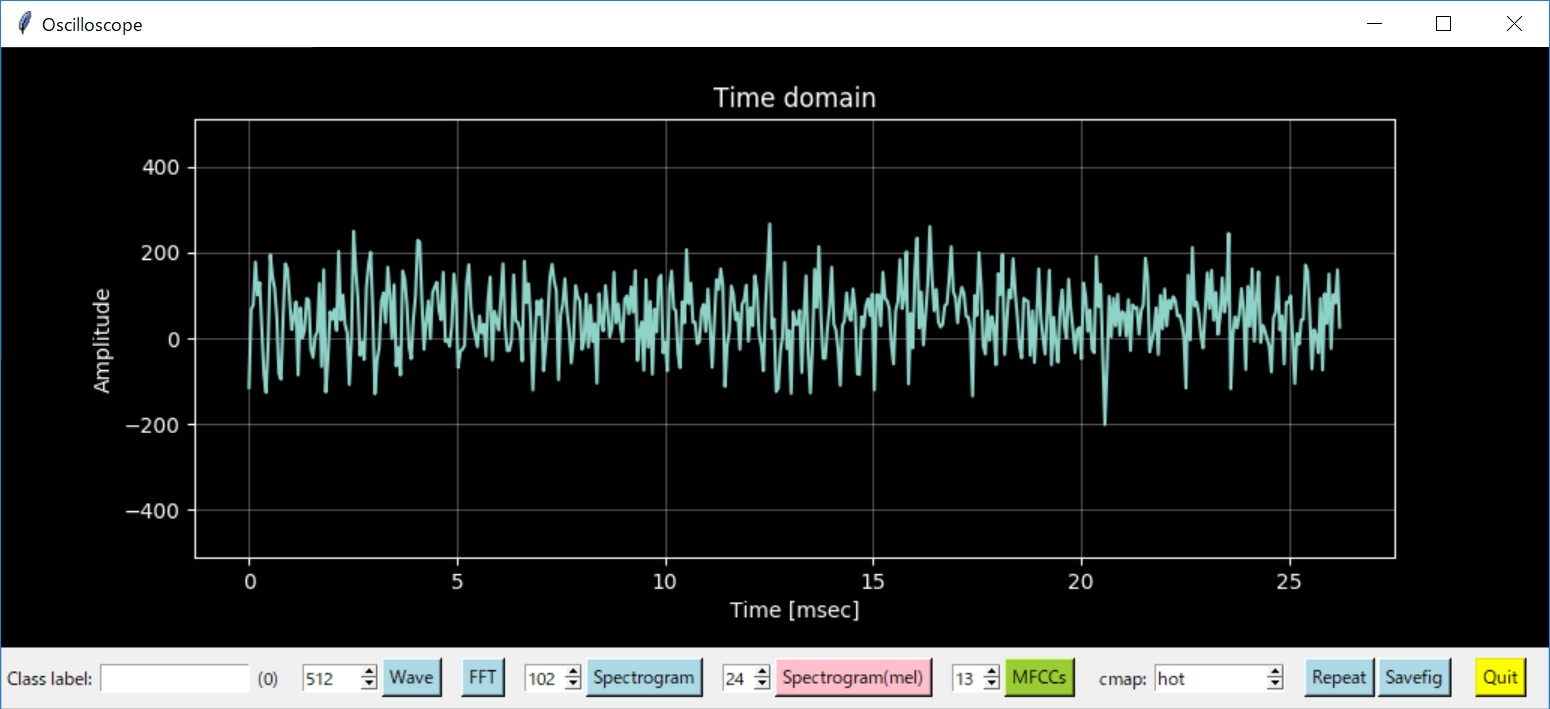 Oscilloscope
Time domain
Amplitude
400
200
0
−200
−400
0 5 10 15 20 25
Time [msec]
Class label: (0) 512 Wave FFT 102 Spectrogram 24 Spectrogram(mel) 13 MFCCs cmap: hot Repeat Savefig Quit